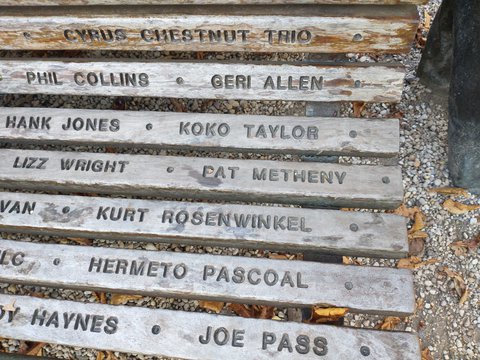 CYRUS CHESTNUT TRIO
PHIL COLLINS • GERI ALLEN •
HANK JONES • KOKO TAYLOR •
LIZZ WRIGHT • PAT METHENY •
VAN • KURT ROSENWINKEL •
LC • HERMETO PASCOAL •
Y HAYNES • JOE PASS •